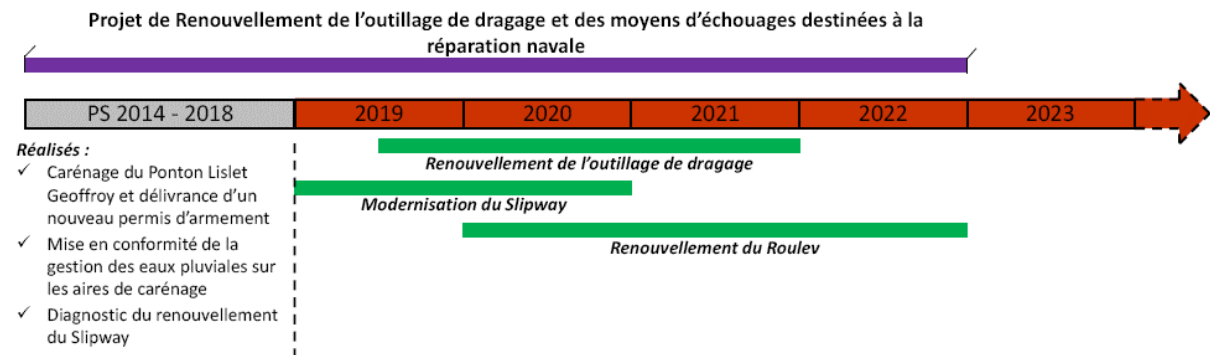 Projet de Renouvellement de l’outillage de dragage et des moyens d’échouages destinées à la
réparation navale
PS 2014 - 2018
2019
2020
2021
2022
2023
Réalisés :
✓ Carénage du Ponton Lislet
Geoffroy et délivrance d’un
nouveau permis d’armement
✓ Mise en conformité de la
gestion des eaux pluviales sur
les aires de carénage
✓ Diagnostic du renouvellement
du Slipway
Renouvellement de l’outillage de dragage
Modernisation du Slipway
Renouvellement du Roulev